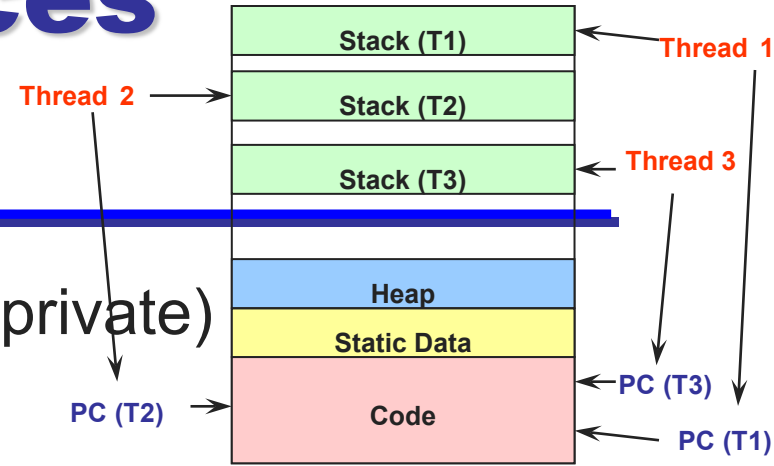 ces
Stack (T1)
Thread 1
Thread 2
Stack (T2)
Stack (T3)
Thread 3
Heap
private)
Static Data
PC (T3)
PC (T2)
Code
PC (T1)